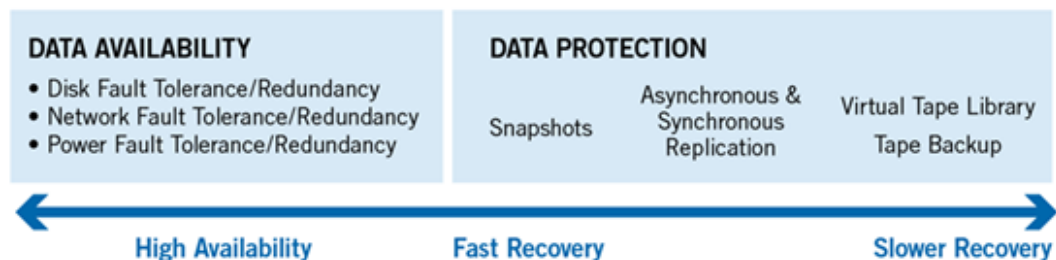 DATA AVAILABILITY
• Disk Fault Tolerance/Redundancy
• Network Fault Tolerance/Redundancy
• Power Fault Tolerance/Redundancy
DATA PROTECTION
Snapshots
Asynchronous &
Synchronous
Replication
Virtual Tape Library
Tape Backup
High Availability
Fast Recovery
Slower Recovery